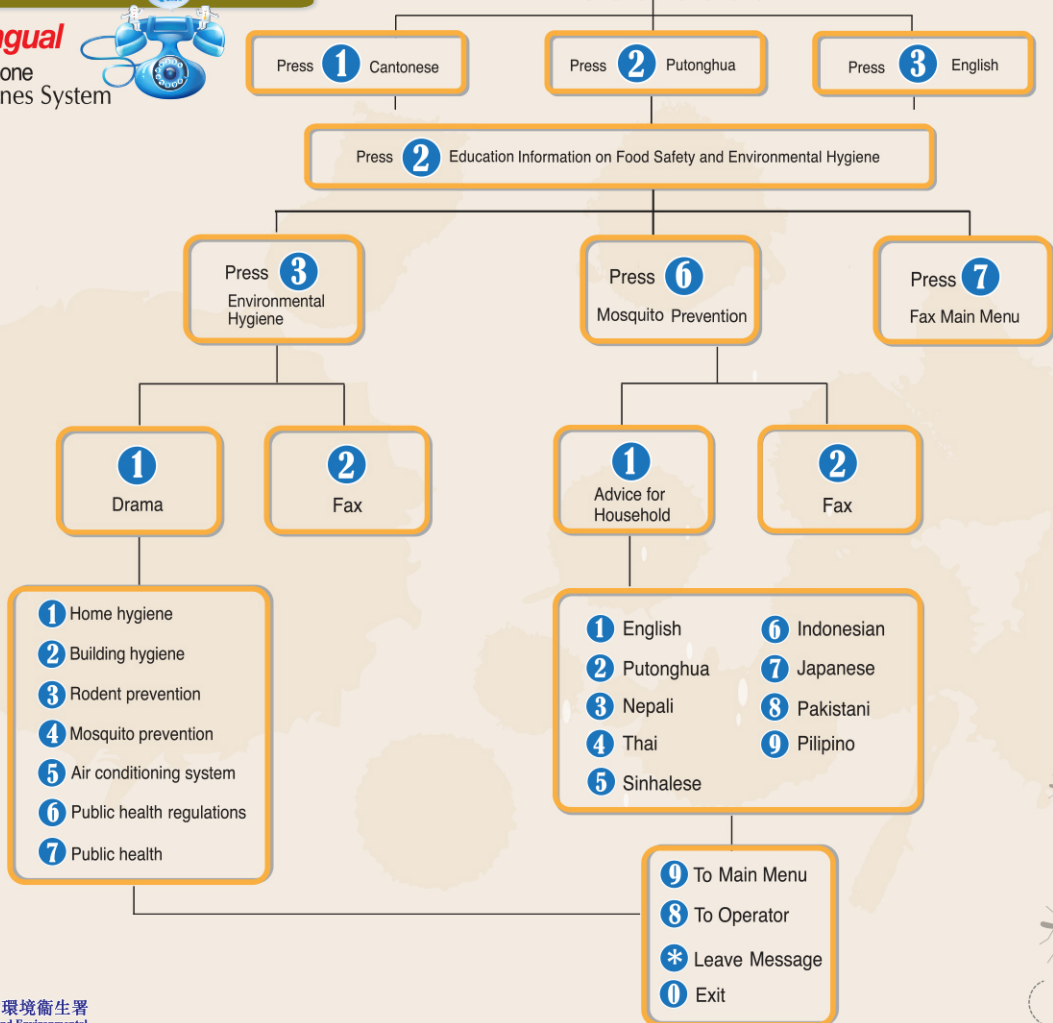 ngual
one
nes System
Press 1 Cantonese
Press 2 Putonghua
Press 3 English
Press 2 Education Information on Food Safety and Environmental Hygiene
Press 3
Environmental
Hygiene
Press 6
Mosquito Prevention
Press 7
Fax Main Menu
1
Drama
2
Fax
1
Advice for
Household
2
Fax
1 Home hygiene
2 Building hygiene
3 Rodent prevention
4 Mosquito prevention
5 Air conditioning system
6 Public health regulations
7 Public health
1 English
2 Putonghua
3 Nepali
4 Thai
5 Sinhalese
6 Indonesian
7 Japanese
8 Pakistani
9 Pilipino
9 To Main Menu
8 To Operator
* Leave Message
0 Exit
環境衞生署